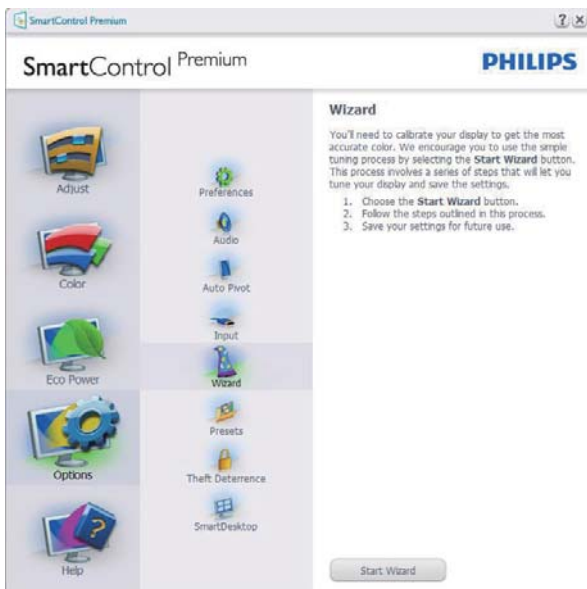 SmartControl Premium
? x
SmartControl Premium
PHILIPS
Adjust
Color
Eco Power
Options
Help
Preferences
Audio
Auto Pivot
Input
Wizard
Presets
Theft Deterrence
SmartDesktop
Wizard
You'll need to calibrate your display to get the most
accurate color. We encourage you to use the simple
tuning process by selecting the Start Wizard button.
This process involves a series of steps that will let you
tune your display and save the settings.
1. Choose the Start Wizard button.
2. Follow the steps outlined in this process.
3. Save your settings for future use.
Start Wizard